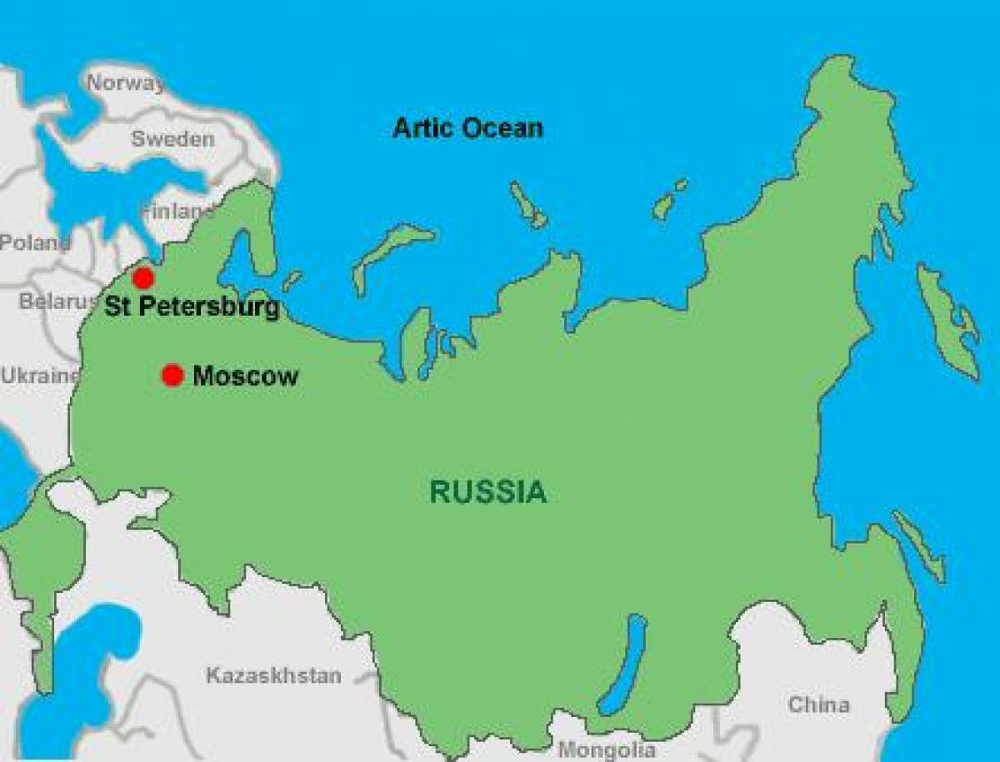 Norway
Artic Ocean
Sweden
Finland
Poland
Belarus
St Petersburg
Ukraine
Moscow
RUSSIA
Kazaskhstan
China
Mongolia